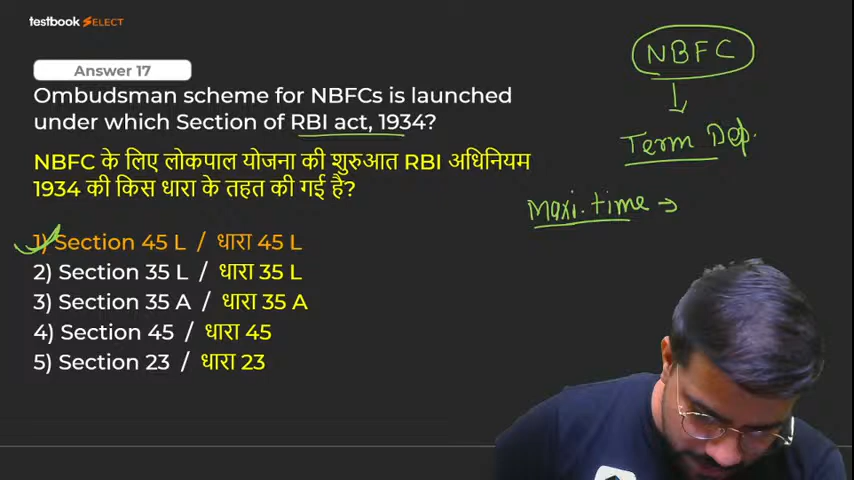 testbook SELECT
Answer 17
Ombudsman scheme for NBFCs is launched
under which Section of RBI act, 1934?
NBFC के लिए लोकपाल योजना की शुरुआत RBI अधिनियम
1934 की किस धारा के तहत की गई है?
1) Section 45 L / धारा 45 L
2) Section 35 L / धारा 35 L
3) Section 35 A / धारा 35 A
4) Section 45 / धारा 45
5) Section 23 / धारा 23
NBFC
Term Dep.
Maxi. time →